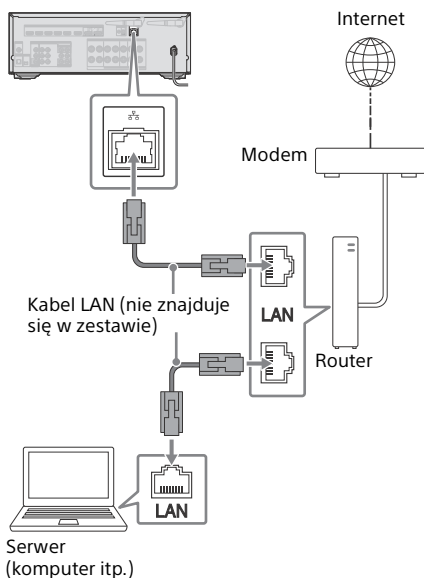 Internet
Modem
Kabel LAN (nie znajduje
się w zestawie)
LAN
Router
LAN
Serwer
(komputer itp.)